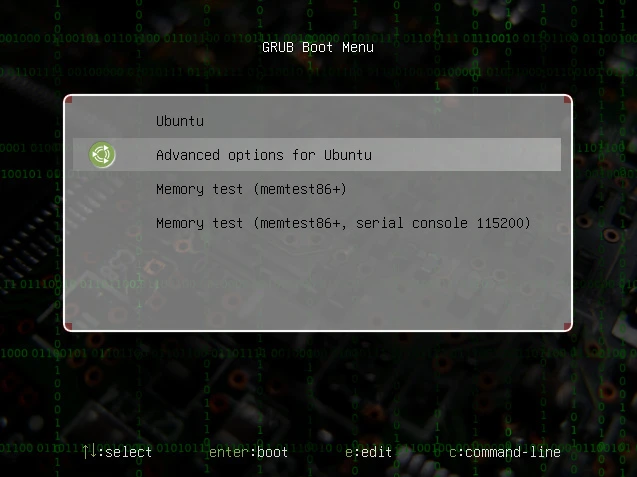 GRUB Boot Menu
Ubuntu
Advanced options for Ubuntu
Memory test (memtest86+)
Memory test (memtest86+, serial console 115200)
↑↓:select enter:boot e:edit c:command-line